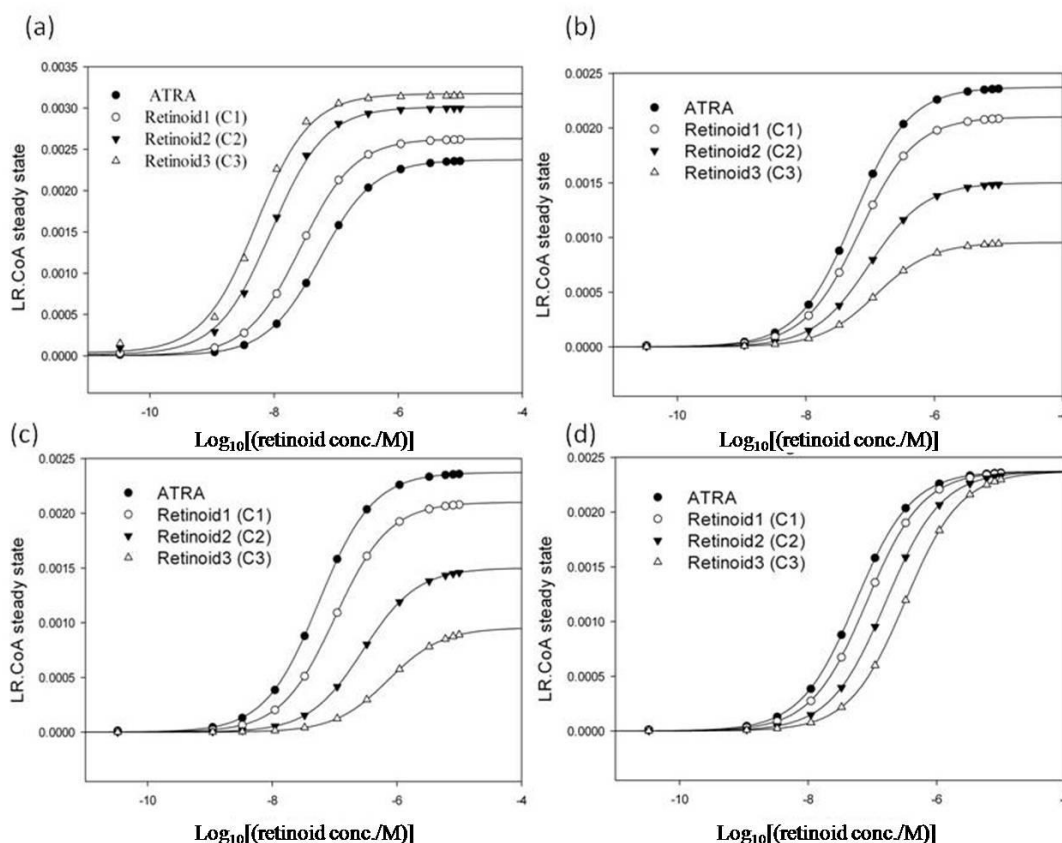 (a)
LR.CoA steady state
0.0035
0.0030
0.0025
0.0020
0.0015
0.0010
0.0005
0.0000
ATRA
Retinoid1 (C1)
Retinoid2 (C2)
Retinoid3 (C3)
-10
-8
-6
-4
Log₁₀[(retinoid conc./M)]
(b)
LR.CoA steady state
0.0025
0.0020
0.0015
0.0010
0.0005
0.0000
ATRA
Retinoid1 (C1)
Retinoid2 (C2)
Retinoid3 (C3)
-10
-8
-6
Log₁₀[(retinoid conc./M)]
(c)
LR.CoA steady state
0.0025
0.0020
0.0015
0.0010
0.0005
0.0000
ATRA
Retinoid1 (C1)
Retinoid2 (C2)
Retinoid3 (C3)
-10
-8
-6
-4
Log₁₀[(retinoid conc./M)]
(d)
LR.CoA steady state
0.0025
0.0020
0.0015
0.0010
0.0005
0.0000
ATRA
Retinoid1 (C1)
Retinoid2 (C2)
Retinoid3 (C3)
-10
-8
-6
Log₁₀[(retinoid conc./M)]